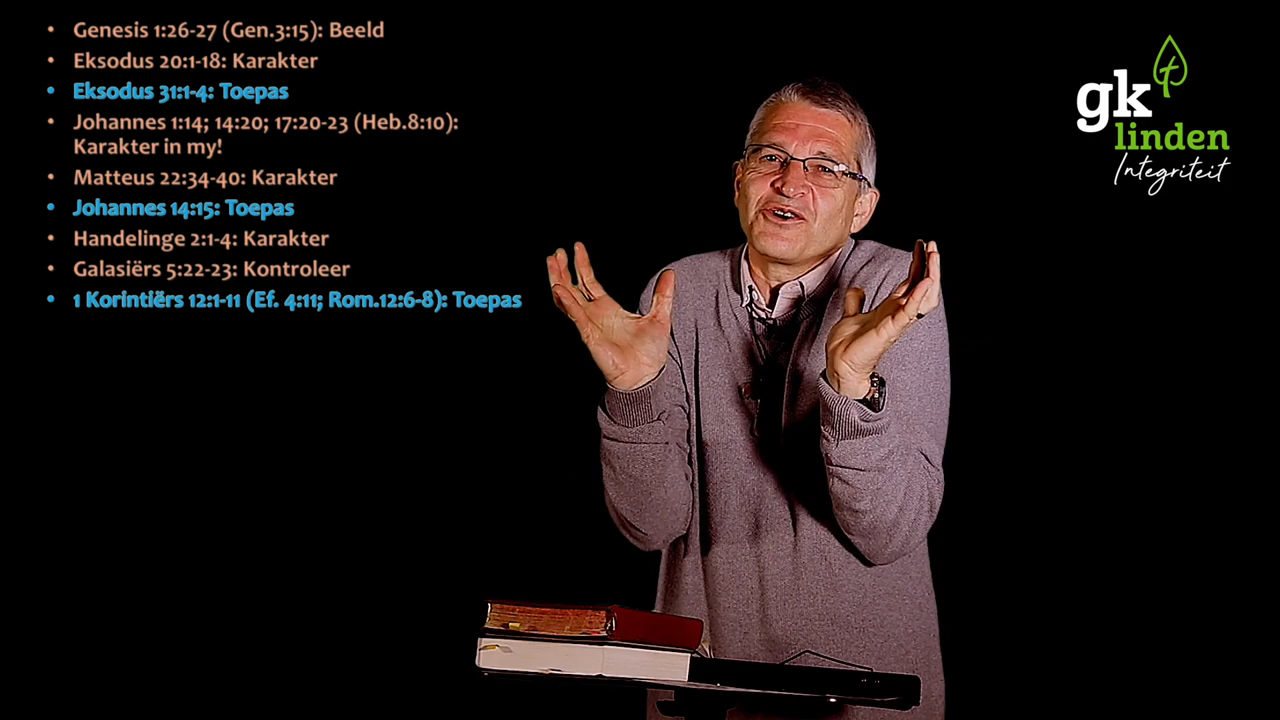 • Genesis 1:26-27 (Gen.3:15): Beeld
• Eksodus 20:1-18: Karakter
• Eksodus 31:1-4: Toepas
• Johannes 1:14; 14:20; 17:20-23 (Heb.8:10):
Karakter in my!
• Matteus 22:34-40: Karakter
• Johannes 14:15: Toepas
• Handelinge 2:1-4: Karakter
• Galasiërs 5:22-23: Kontroleer
• 1 Korintiërs 12:1-11 (Ef. 4:11; Rom.12:6-8): Toepas
gk
linden
Integriteit